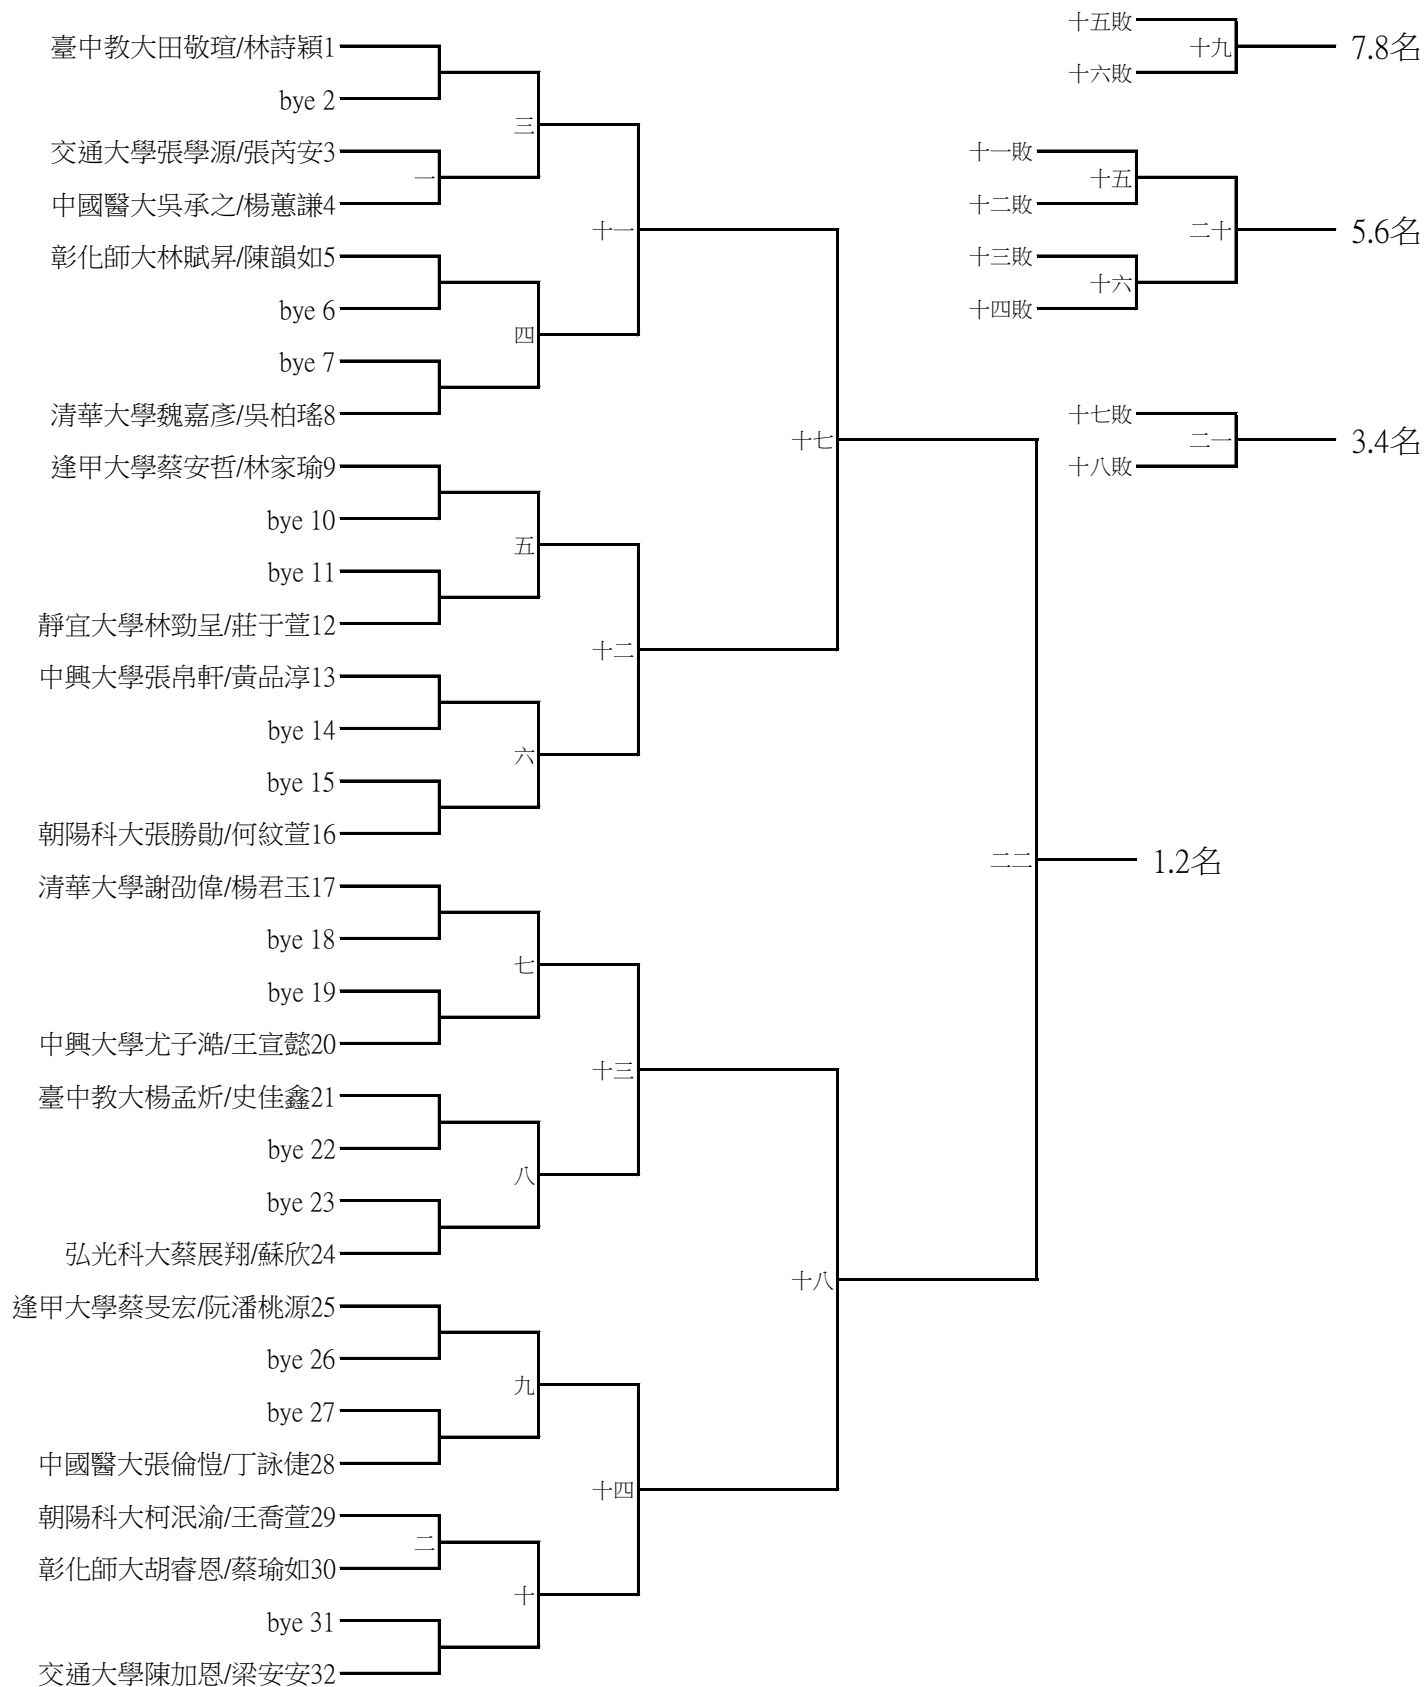 臺中教大田敬瑄/林詩穎1
bye 2
三
交通大學張學源/張芮安3
一
中國醫大吳承之/楊蕙謙4
十一
彰化師大林賦昇/陳韻如5
bye 6
四
bye 7
清華大學魏嘉彥/吳柏瑤8
十七
逢甲大學蔡安哲/林家瑜9
bye 10
五
bye 11
靜宜大學林勁呈/莊于萱12
十二
中興大學張帛軒/黃品淳13
bye 14
六
bye 15
朝陽科大張勝勛/何紋萱16
二二
1.2名
清華大學謝劭偉/楊君玉17
bye 18
七
bye 19
中興大學尤子澔/王宣懿20
十三
臺中教大楊孟炘/史佳鑫21
bye 22
八
bye 23
弘光科大蔡展翔/蘇欣24
十八
逢甲大學蔡旻宏/阮潘桃源25
bye 26
九
bye 27
中國醫大張倫愷/丁詠倢28
十四
朝陽科大柯泯渝/王喬萱29
二
彰化師大胡睿恩/蔡瑜如30
十
bye 31
交通大學陳加恩/梁安安32
十五敗
十九
7.8名
十六敗
十一敗
十五
十二敗
二十
5.6名
十三敗
十六
十四敗
十七敗
二一
3.4名
十八敗